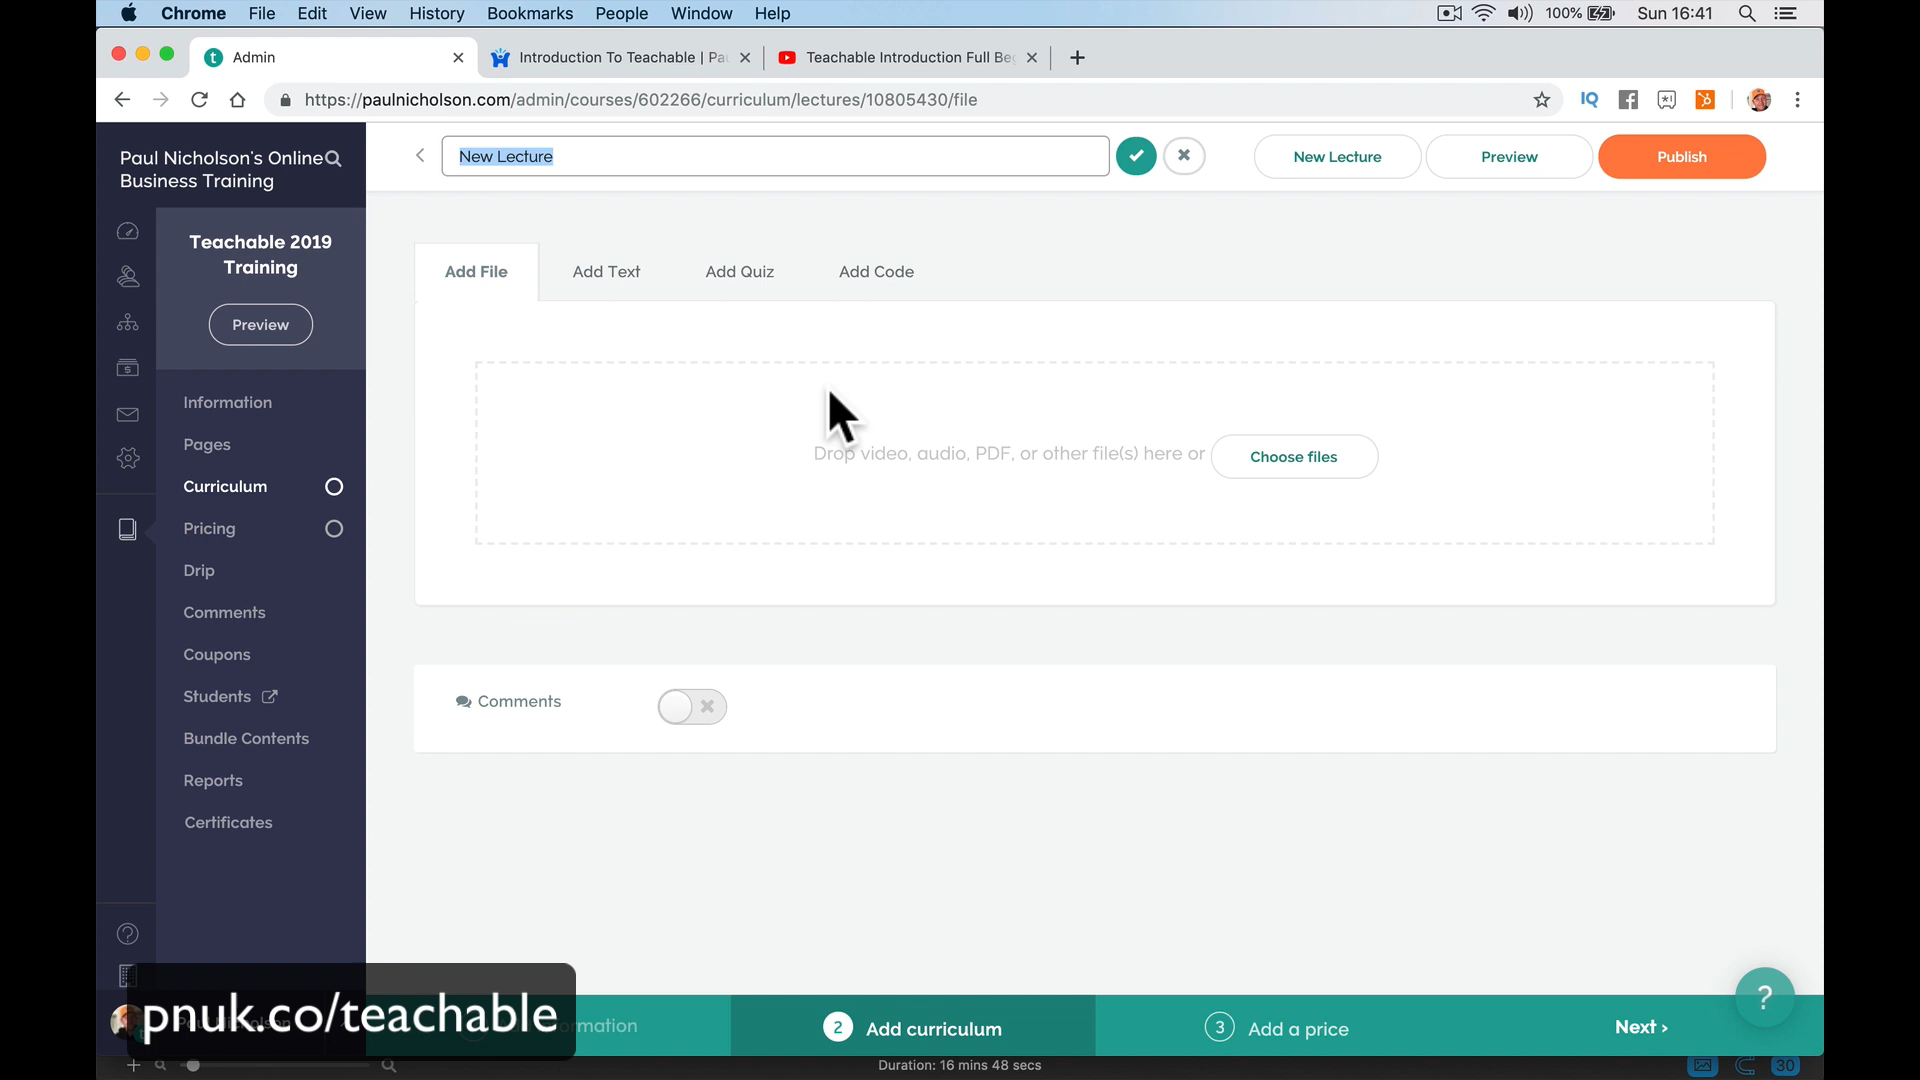 Chrome File Edit View History Bookmarks People Window Help 100% Sun 16:41
Admin Introduction To Teachable | Pa Teachable Introduction Full Be
https://paulnicholson.com/admin/courses/602266/curriculum/lectures/10805430/file
Paul Nicholson's Online
Business Training
New Lecture
New Lecture Preview Publish
Teachable 2019
Training
Preview
Add File Add Text Add Quiz Add Code
Information
Pages
Curriculum
Pricing
Drip
Comments
Coupons
Students
Bundle Contents
Reports
Certificates
Drop video, audio, PDF, or other file(s) here or Choose files
Comments
pnuk.co/teachable
2 Add curriculum
3 Add a price
Next ›
?
Duration: 16 mins 48 secs
30